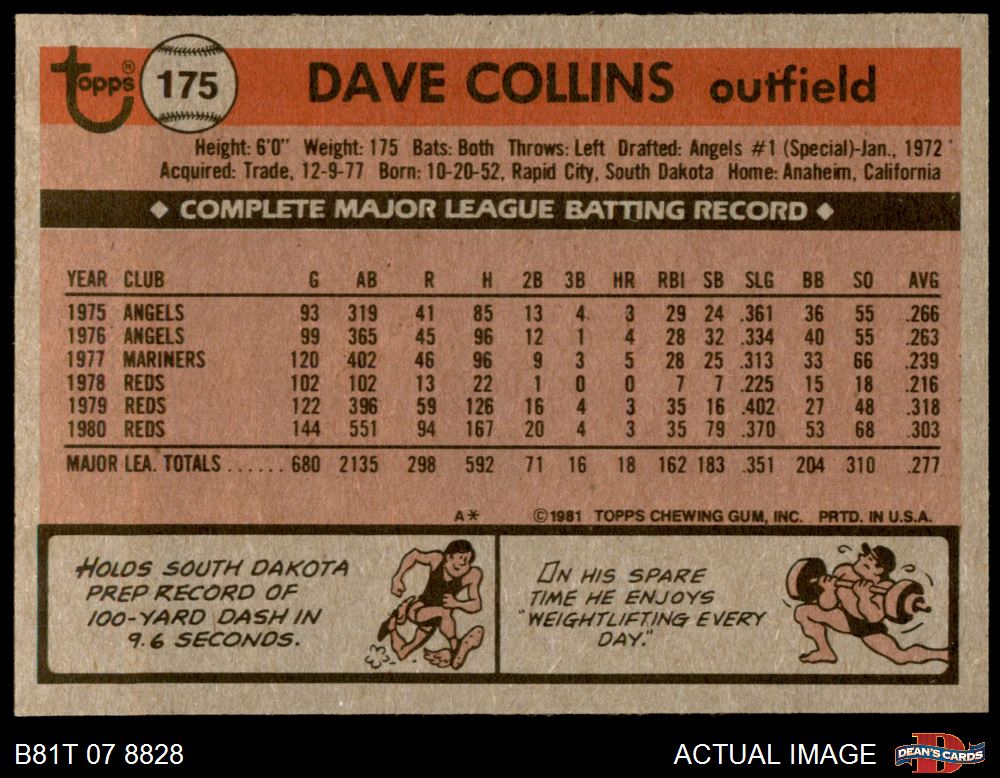 topps® 175 DAVE COLLINS outfield
Height: 6'0" Weight: 175 Bats: Both Throws: Left Drafted: Angels #1 (Special)-Jan., 1972
Acquired: Trade, 12-9-77 Born: 10-20-52, Rapid City, South Dakota Home: Anaheim, California
◆ COMPLETE MAJOR LEAGUE BATTING RECORD ◆
YEAR CLUB G AB R H 2B 3B HR RBI SB SLG BB SO AVG
1975 ANGELS 93 319 41 85 13 4 3 29 24 .361 36 55 .266
1976 ANGELS 99 365 45 96 12 1 4 28 32 .334 40 55 .263
1977 MARINERS 120 402 46 96 9 3 5 28 25 .313 33 66 .239
1978 REDS 102 102 13 22 1 0 0 7 7 .225 15 18 .216
1979 REDS 122 396 59 126 16 4 3 35 16 .402 27 48 .318
1980 REDS 144 551 94 167 20 4 3 35 79 .370 53 68 .303
MAJOR LEA. TOTALS ...... 680 2135 298 592 71 16 18 162 183 .351 204 310 .277
A* ©1981 TOPPS CHEWING GUM, INC. PRTD. IN U.S.A.
HOLDS SOUTH DAKOTA
PREP RECORD OF
100-YARD DASH IN
9.6 SECONDS.
IN HIS SPARE
TIME HE ENJOYS
"WEIGHTLIFTING EVERY
DAY."
B81T 07 8828 ACTUAL IMAGE DEAN'S CARDS